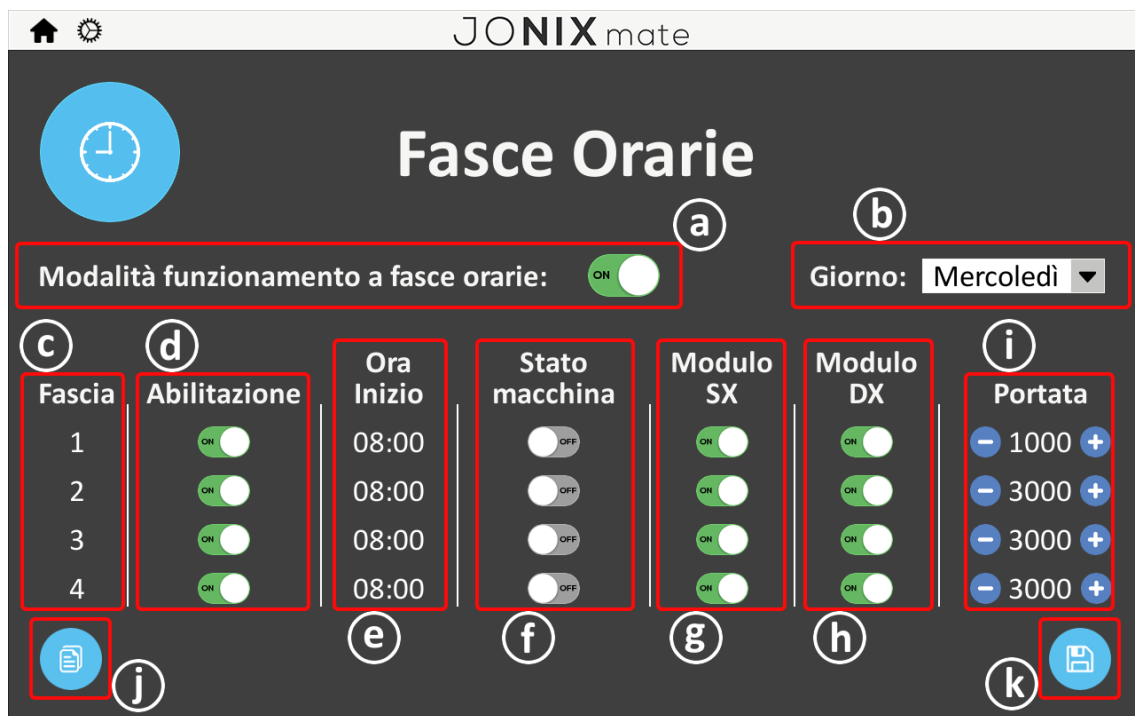 JONIX mate
Fasce Orarie
a
b
Modalità funzionamento a fasce orarie: ON
Giorno: Mercoledì
c
d
i
Fascia
Abilitazione
Ora
Inizio
Stato
macchina
Modulo
SX
Modulo
DX
Portata
1 ON 08:00 OFF ON ON 1000
2 ON 08:00 OFF ON ON 3000
3 ON 08:00 OFF ON ON 3000
4 ON 08:00 OFF ON ON 3000
e
f
g
h
j
k